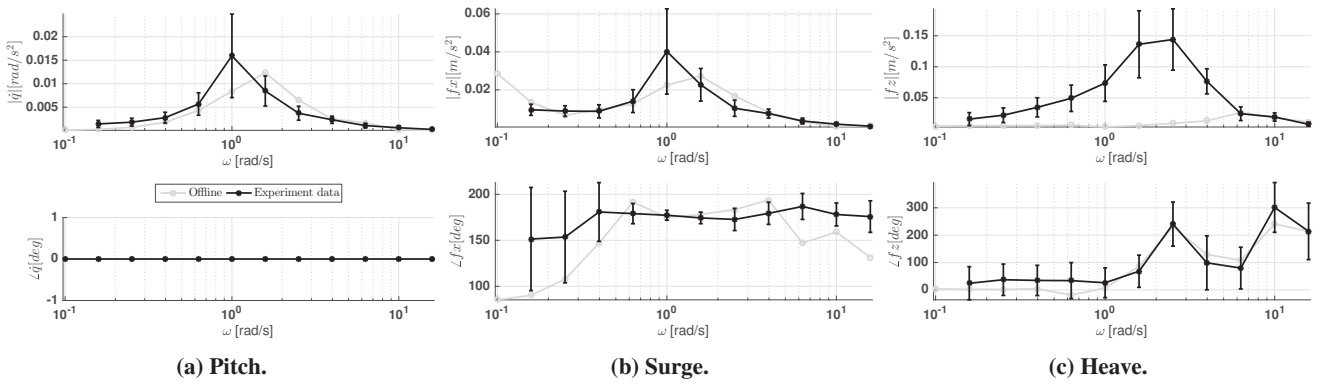 |q̇| [rad/s²]
0.02
0.015
0.01
0.005
10⁻¹ 10⁰ 10¹
ω [rad/s]
Offline Experiment data
∠q̇[deg]
1
0
-1
10⁻¹ 10⁰ 10¹
ω [rad/s]
(a) Pitch.
|fx|[m/s²]
0.06
0.04
0.02
10⁻¹ 10⁰ 10¹
ω [rad/s]
∠fx[deg]
200
150
100
10⁻¹ 10⁰ 10¹
ω [rad/s]
(b) Surge.
|fz|[m/s²]
0.15
0.1
0.05
10⁻¹ 10⁰ 10¹
ω [rad/s]
∠fz[deg]
300
200
100
0
10⁻¹ 10⁰ 10¹
ω [rad/s]
(c) Heave.